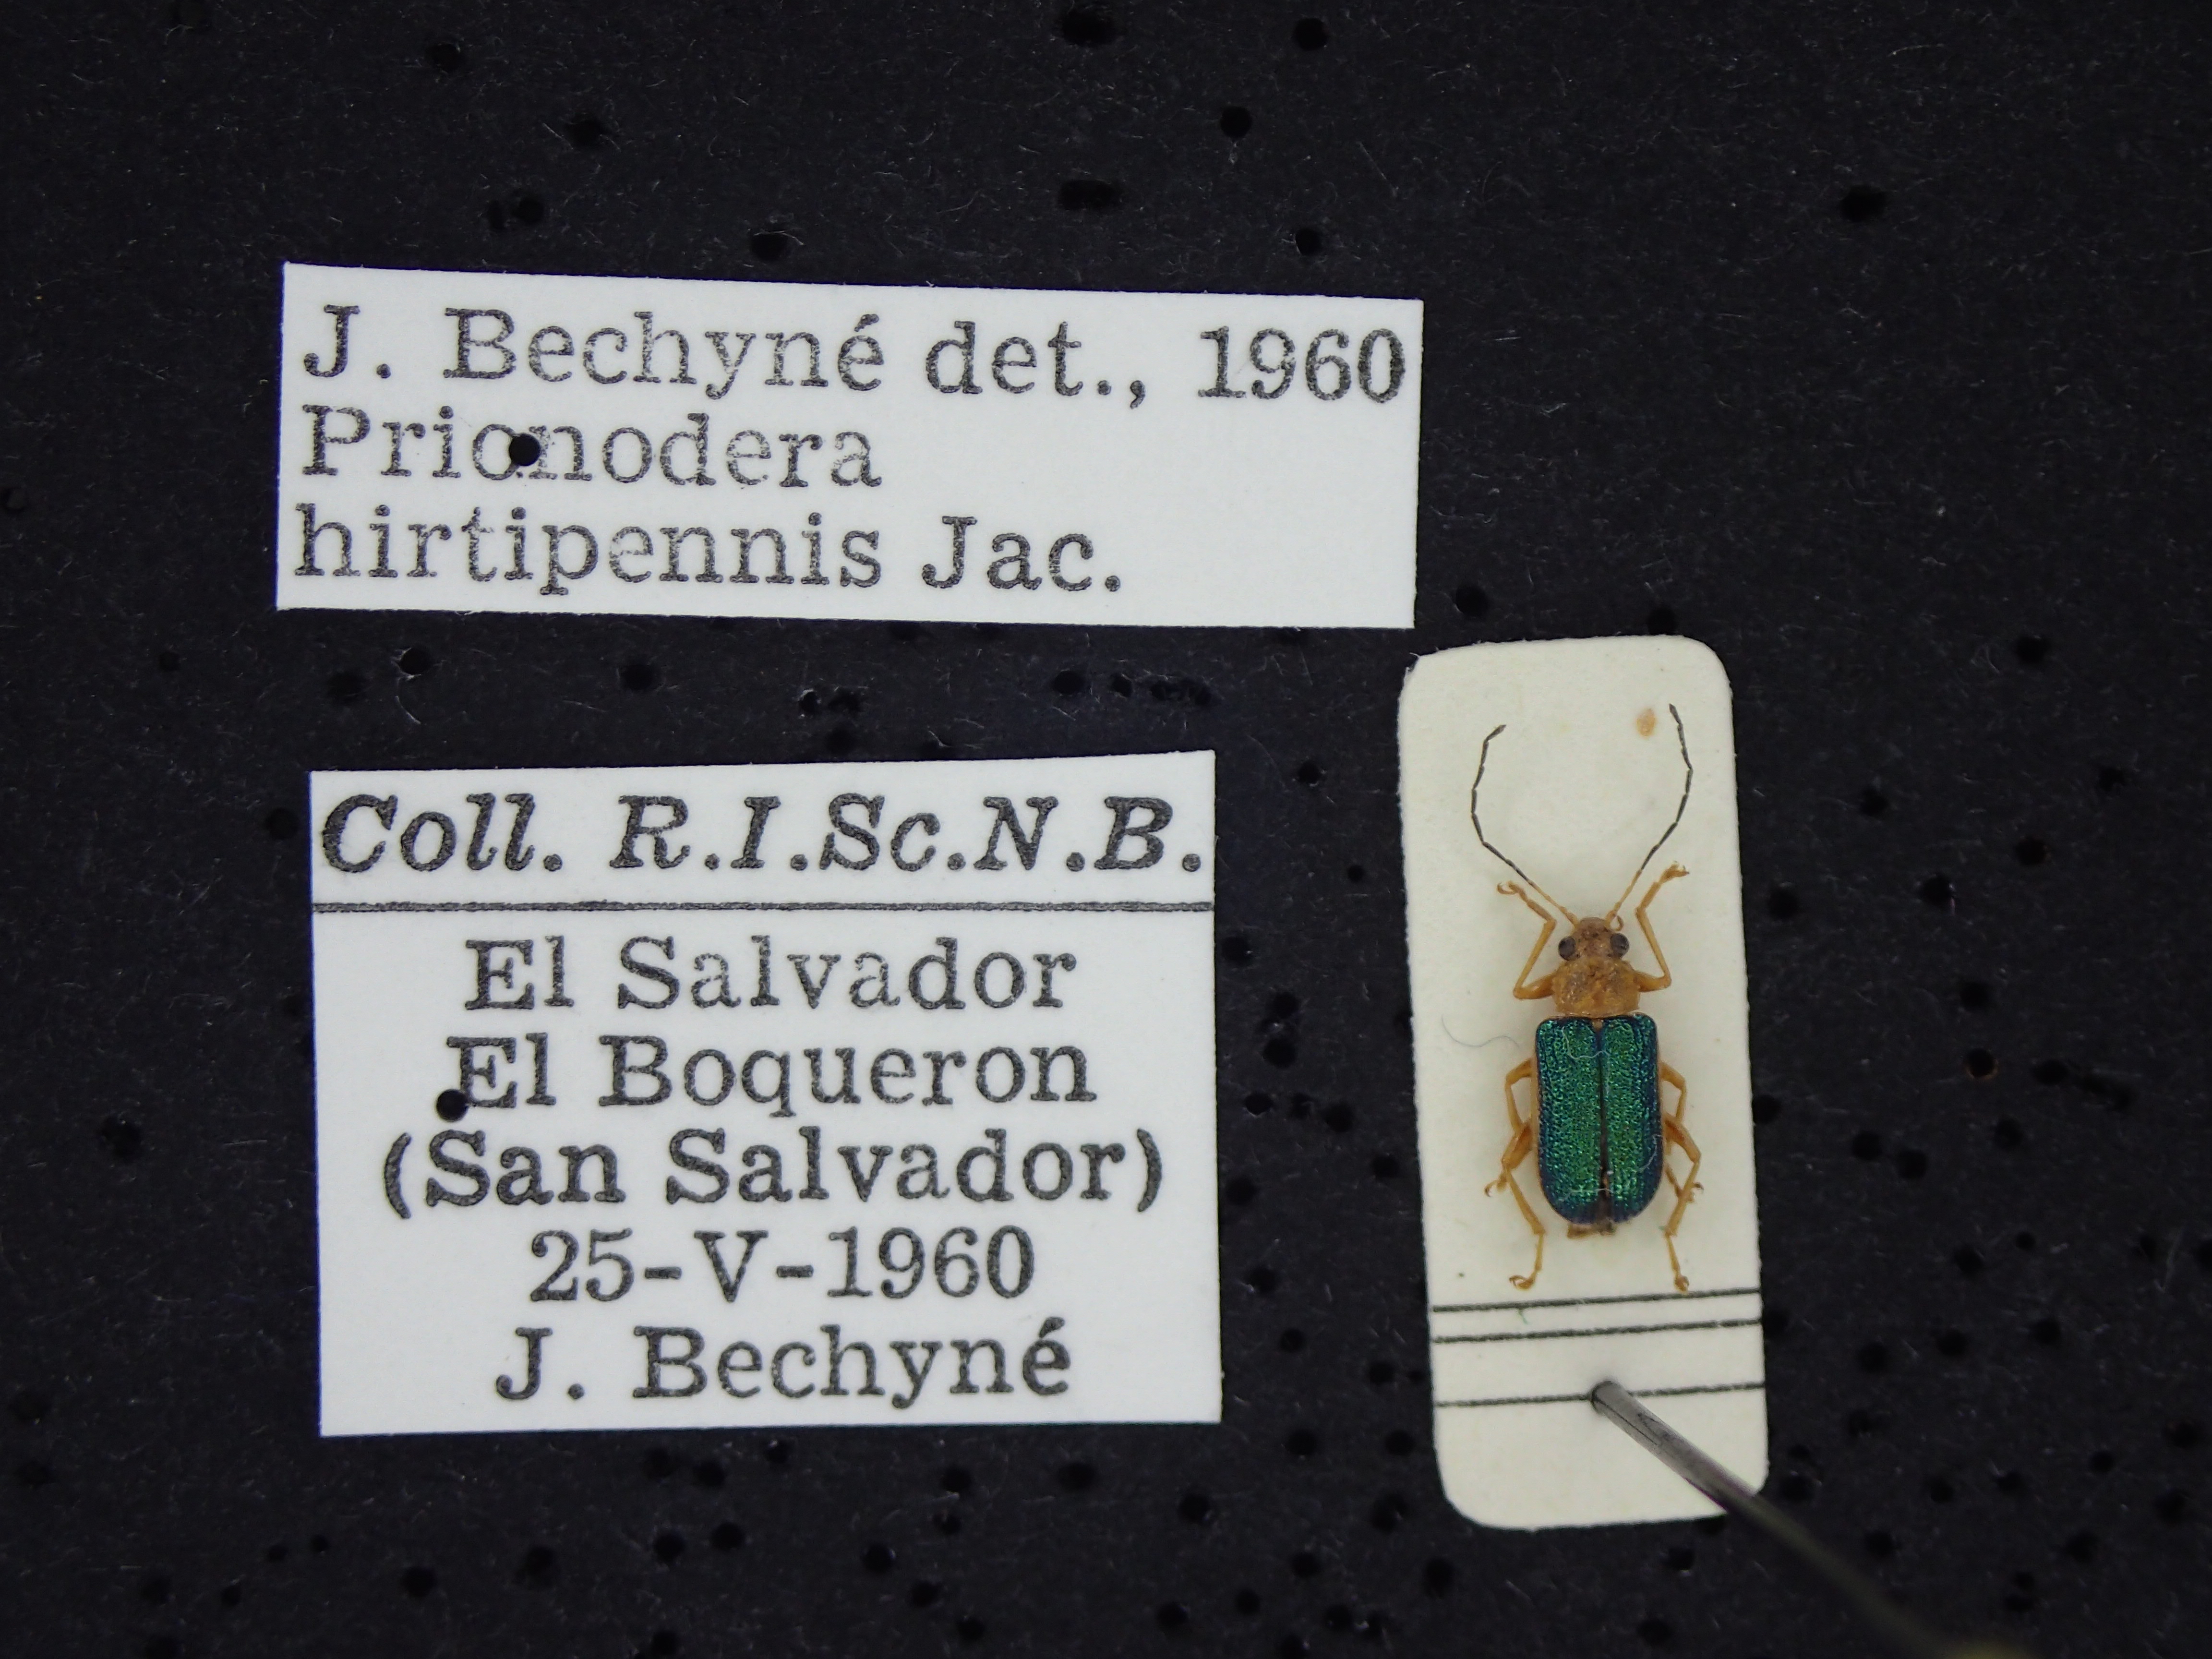 J. Bechyné det., 1960
Prionodera
hirtipennis Jac.
Coll. R.I.Sc.N.B.
El Salvador
El Boqueron
(San Salvador)
25-V-1960
J. Bechyné